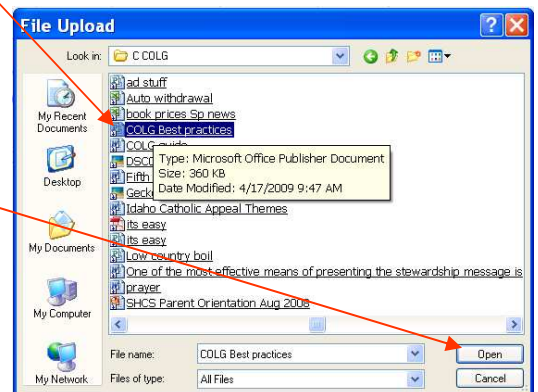 File Upload
Look in: C COLG
My Recent Documents
Desktop
My Documents
My Computer
My Network
ad stuff
Auto withdrawal
book prices Sp news
COLG Best practices
COLG guide
Type: Microsoft Office Publisher Document
Size: 360 KB
Date Modified: 4/17/2009 9:47 AM
Fifth
Idaho Catholic Appeal Themes
its easy
its easy
Low country boil
One of the most effective means of presenting the stewardship message is
prayer
SHCS Parent Orientation Aug 2008
File name: COLG Best practices Open
Files of type: All Files Cancel